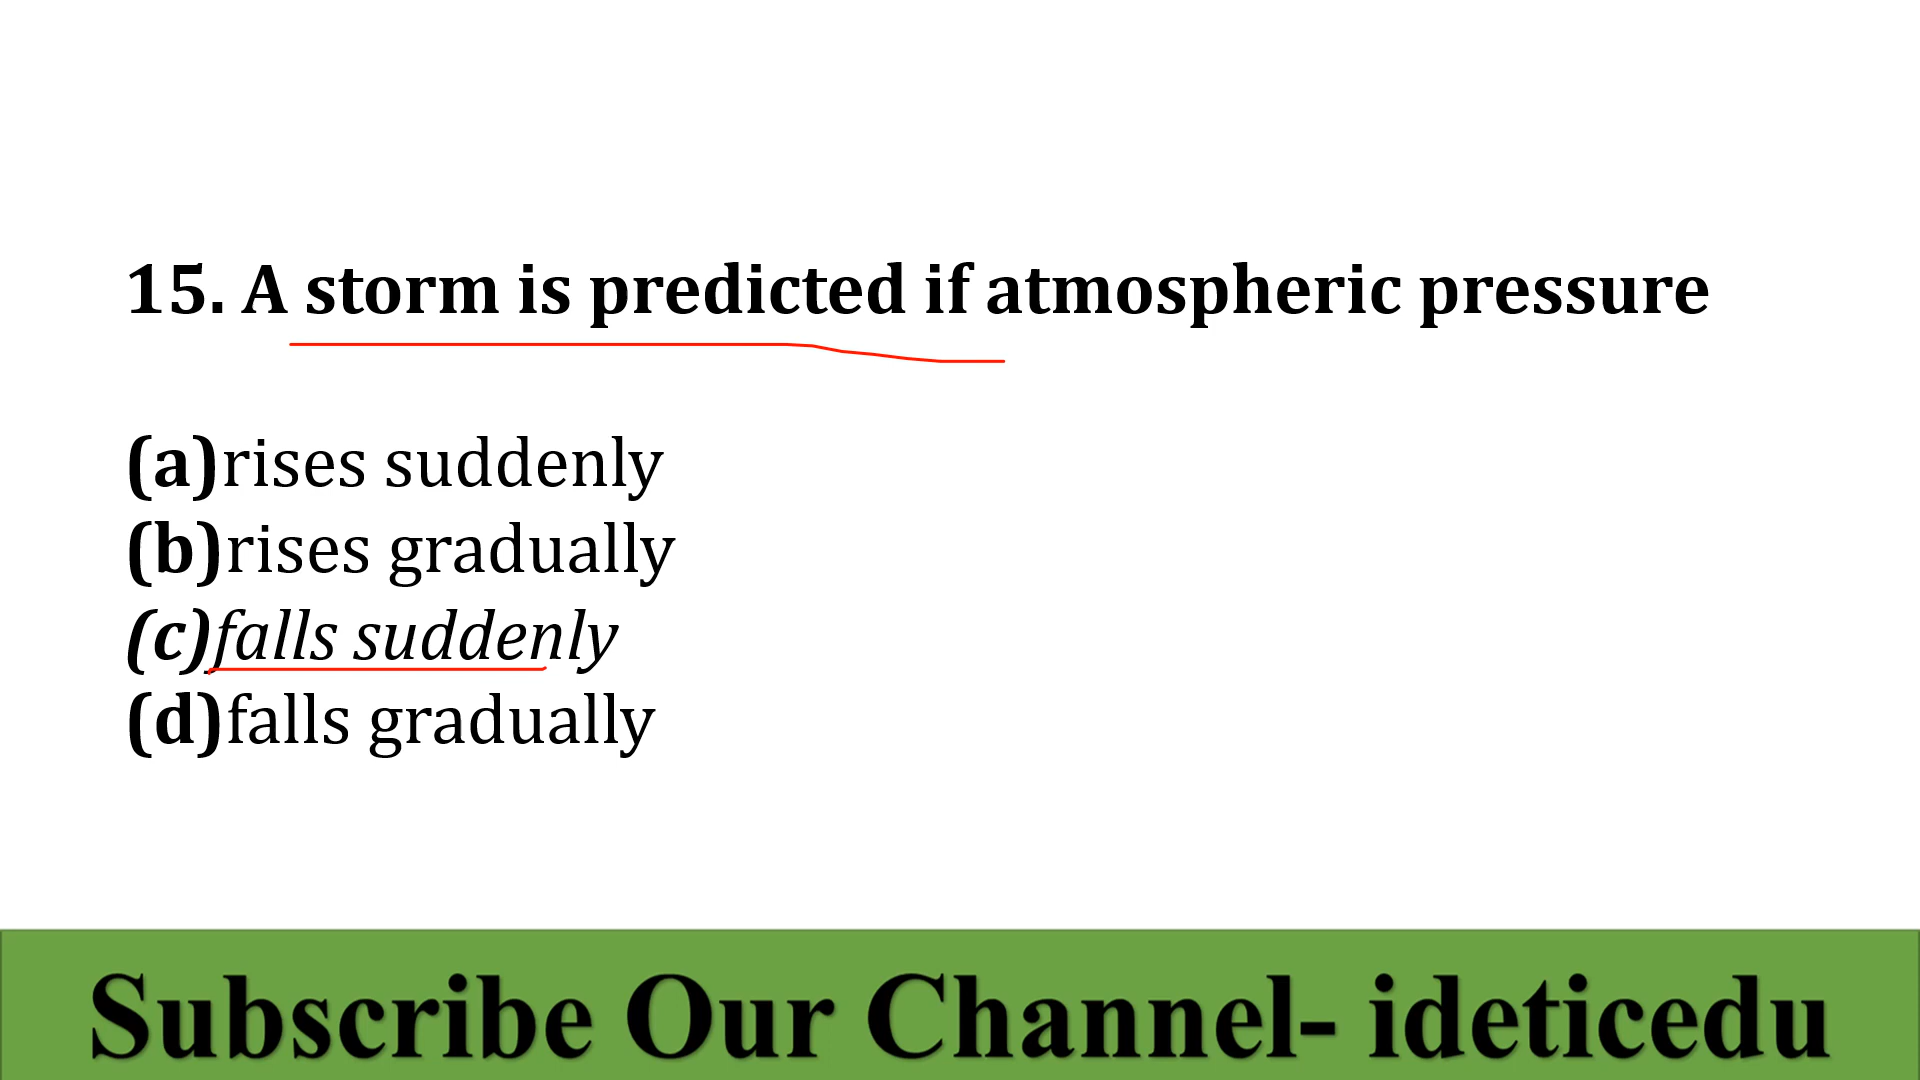 15. A storm is predicted if atmospheric pressure
(a)rises suddenly
(b)rises gradually
(c)falls suddenly
(d)falls gradually
Subscribe Our Channel- ideticedu